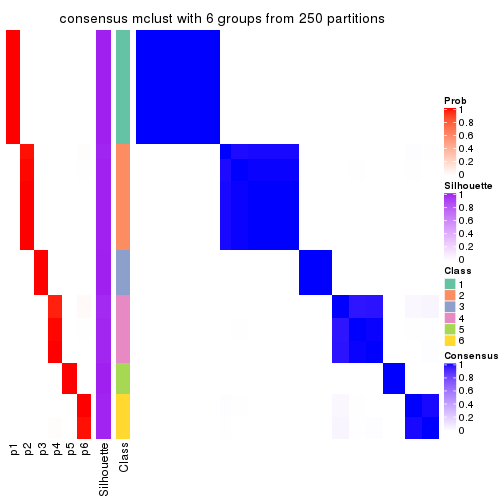 consensus mclust with 6 groups from 250 partitions
Prob
1
0.8
0.6
0.4
0.2
0
Silhouette
1
0.8
0.6
0.4
0.2
0
Class
1
2
3
4
5
6
Consensus
1
0.8
0.6
0.4
0.2
0
p1
p2
p3
p4
p5
p6
Silhouette
Class